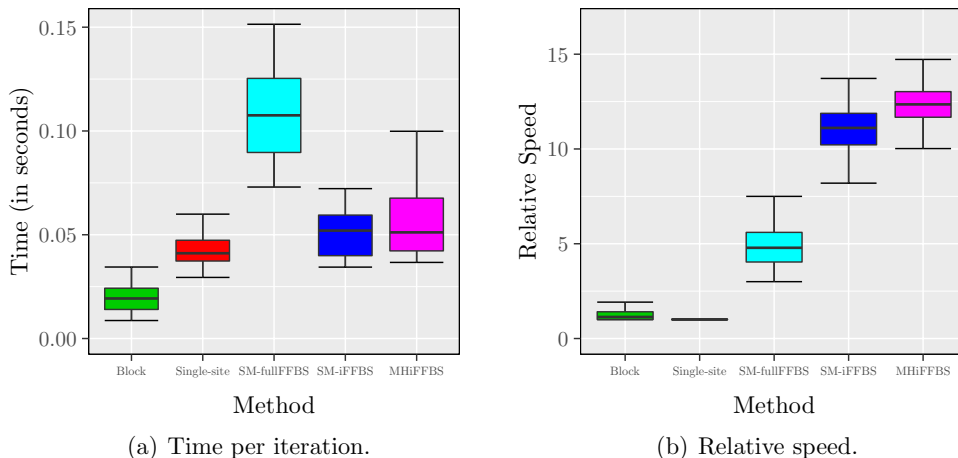 0.15
0.10
0.05
0.00
Time (in seconds)
Block
Single-site
SM-fullFFBS
SM-iFFBS
MHiFFBS
Method
(a) Time per iteration.
15
10
5
0
Relative Speed
Block
Single-site
SM-fullFFBS
SM-iFFBS
MHiFFBS
Method
(b) Relative speed.